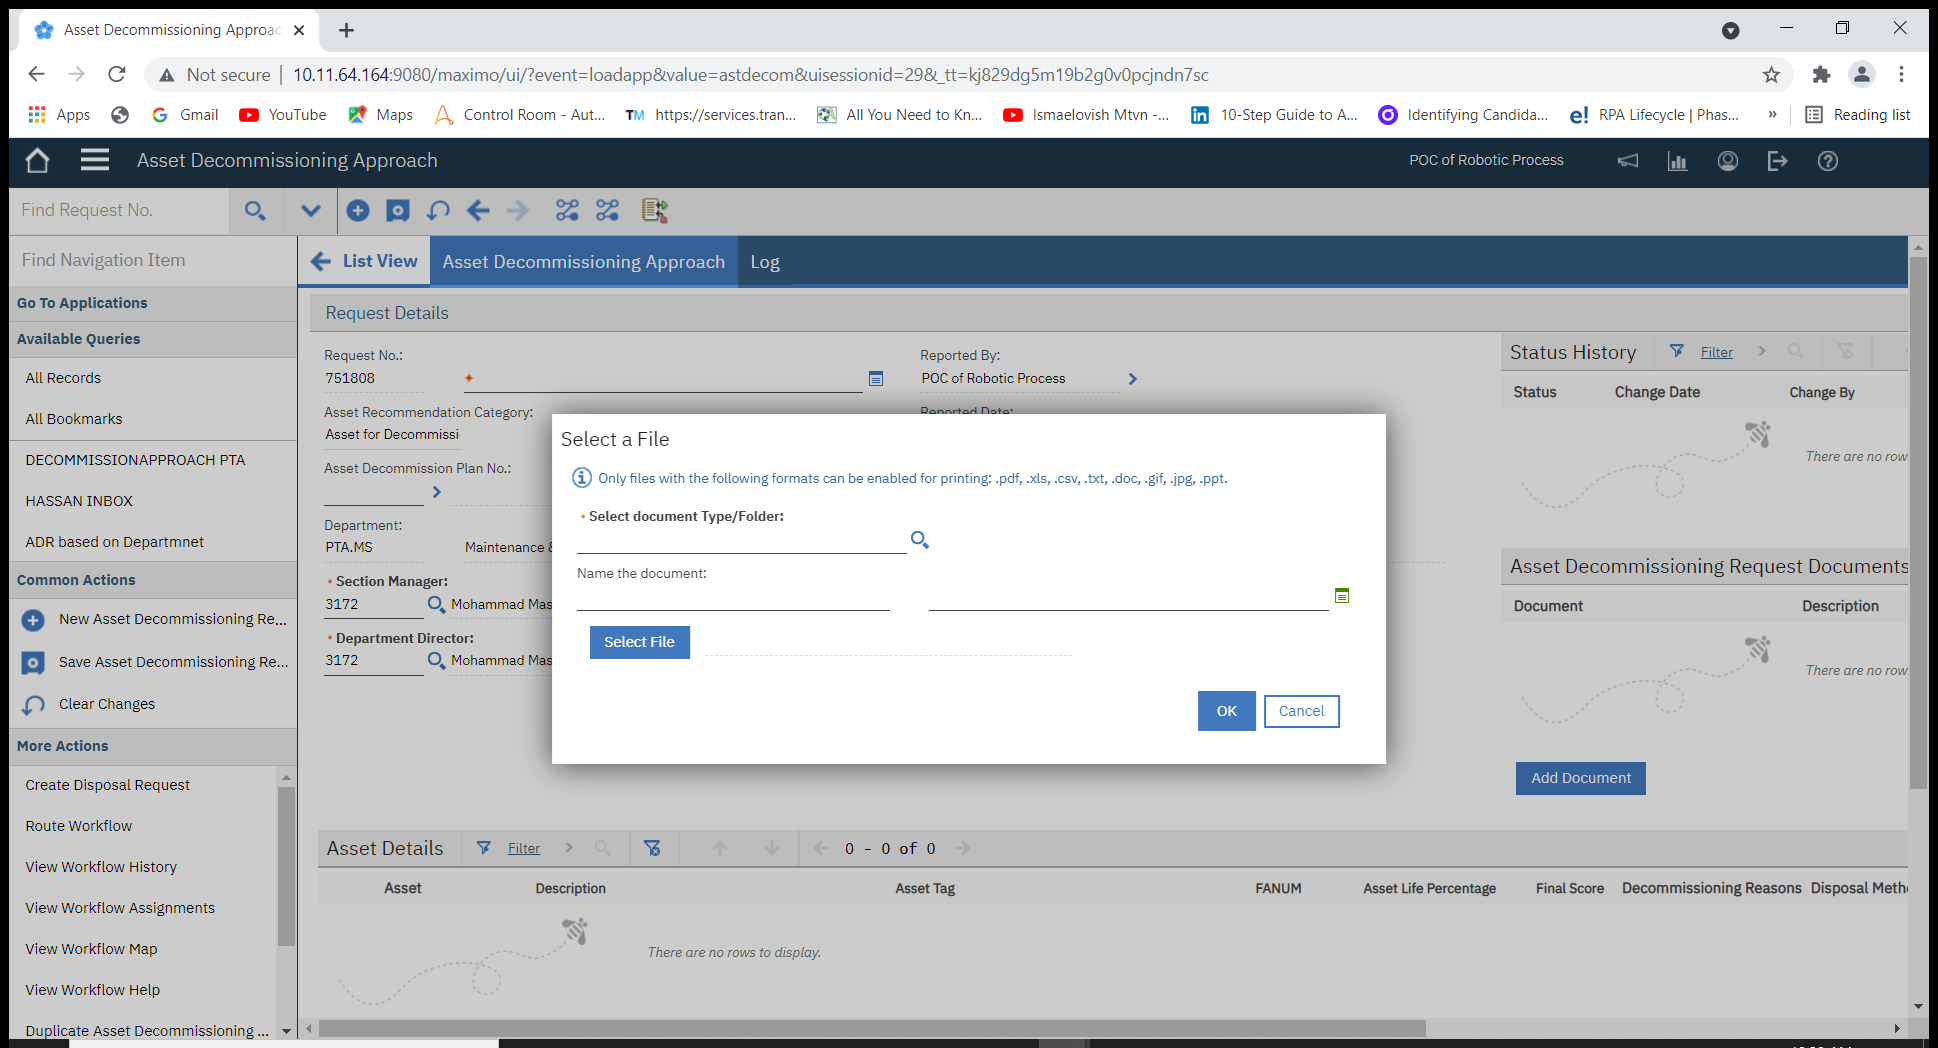 Asset Decommissioning Approac
Not secure 10.11.64.164:9080/maximo/ui/?event=loadapp&value=astdecom&uisessionid=29&_tt=kj829dg5m19b2g0v0pcjndn7sc
Apps Gmail YouTube Maps Control Room - Aut... TM https://services.tran... All You Need to Kn... Ismaelovish Mtvn -... 10-Step Guide to A... Identifying Candida... e! RPA Lifecycle | Phas... » Reading list
Asset Decommissioning Approach POC of Robotic Process
Find Request No.
Find Navigation Item
Go To Applications
Available Queries
All Records
All Bookmarks
DECOMMISSIONAPPROACH PTA
HASSAN INBOX
ADR based on Departmnet
Common Actions
New Asset Decommissioning Re...
Save Asset Decommissioning Re...
Clear Changes
More Actions
Create Disposal Request
Route Workflow
View Workflow History
View Workflow Assignments
View Workflow Map
View Workflow Help
Duplicate Asset Decommissioning ...
List View Asset Decommissioning Approach Log
Request Details
Request No.:
751808
Reported By:
POC of Robotic Process
Asset Recommendation Category:
Asset for Decommissi
Reported Date:
Asset Decommission Plan No.:
Department:
PTA.MS Maintenance &
Section Manager:
3172 Mohammad Mas
Department Director:
3172 Mohammad Mas
Select a File
Only files with the following formats can be enabled for printing: .pdf, .xls, .csv, .txt, .doc, .gif, .jpg, .ppt.
Select document Type/Folder:
Name the document:
Select File
OK Cancel
Status History Filter
Status Change Date Change By
There are no row
Asset Decommissioning Request Documents
Document Description
There are no row
Add Document
Asset Details Filter 0 - 0 of 0
Asset Description Asset Tag FANUM Asset Life Percentage Final Score Decommissioning Reasons Disposal Metho
There are no rows to display.